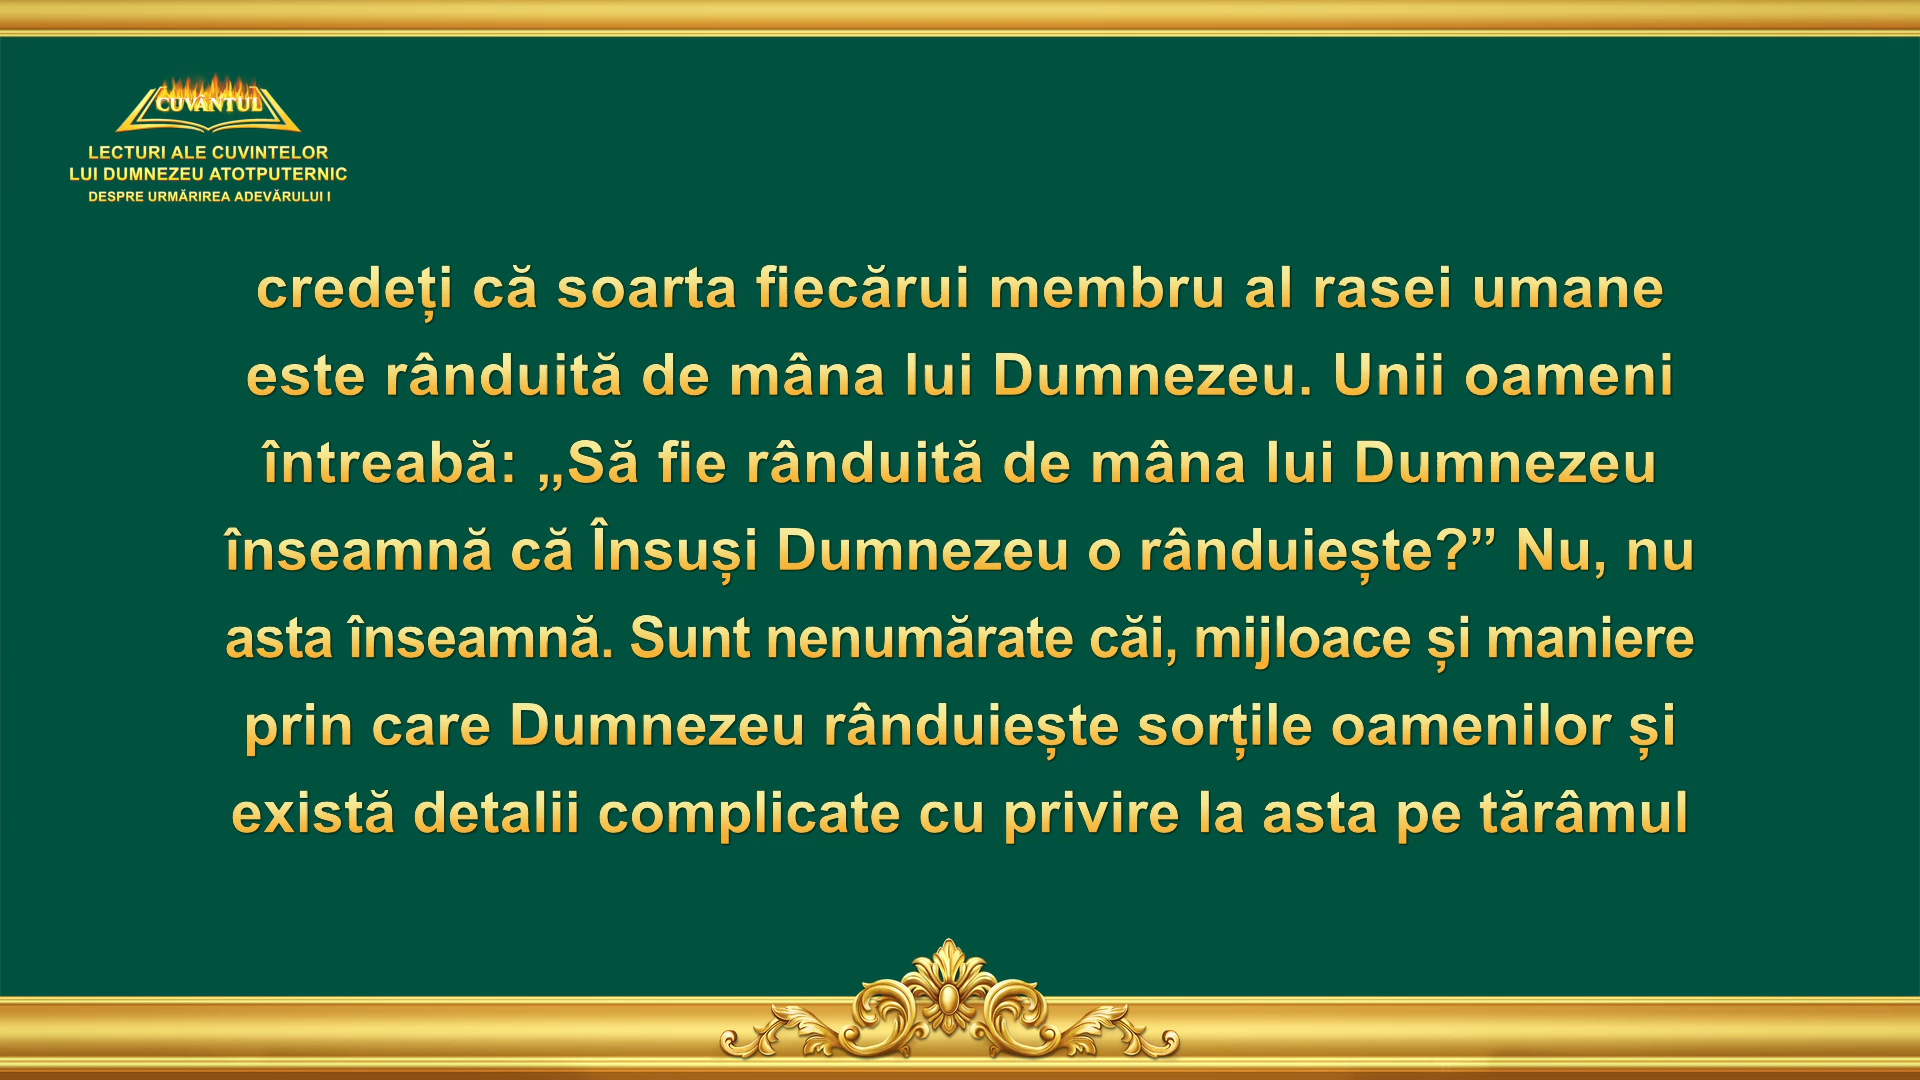 CUVÂNTUL
LECTURI ALE CUVINTELOR
LUI DUMNEZEU ATOTPUTERNIC
DESPRE URMĂRIREA ADEVĂRULUI I
credeți că soarta fiecărui membru al rasei umane
este rânduită de mâna lui Dumnezeu. Unii oameni
întreabă: „Să fie rânduită de mâna lui Dumnezeu
înseamnă că Însuși Dumnezeu o rânduiește?” Nu, nu
asta înseamnă. Sunt nenumărate căi, mijloace și maniere
prin care Dumnezeu rânduiește sorțile oamenilor și
există detalii complicate cu privire la asta pe tărâmul